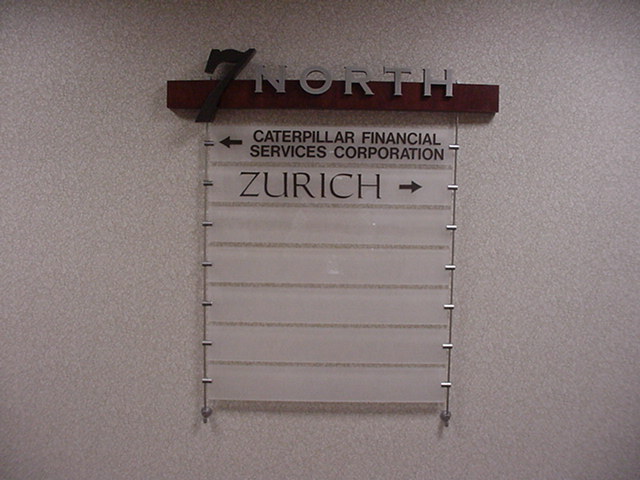 7 NORTH
← CATERPILLAR FINANCIAL
SERVICES CORPORATION
ZURICH →